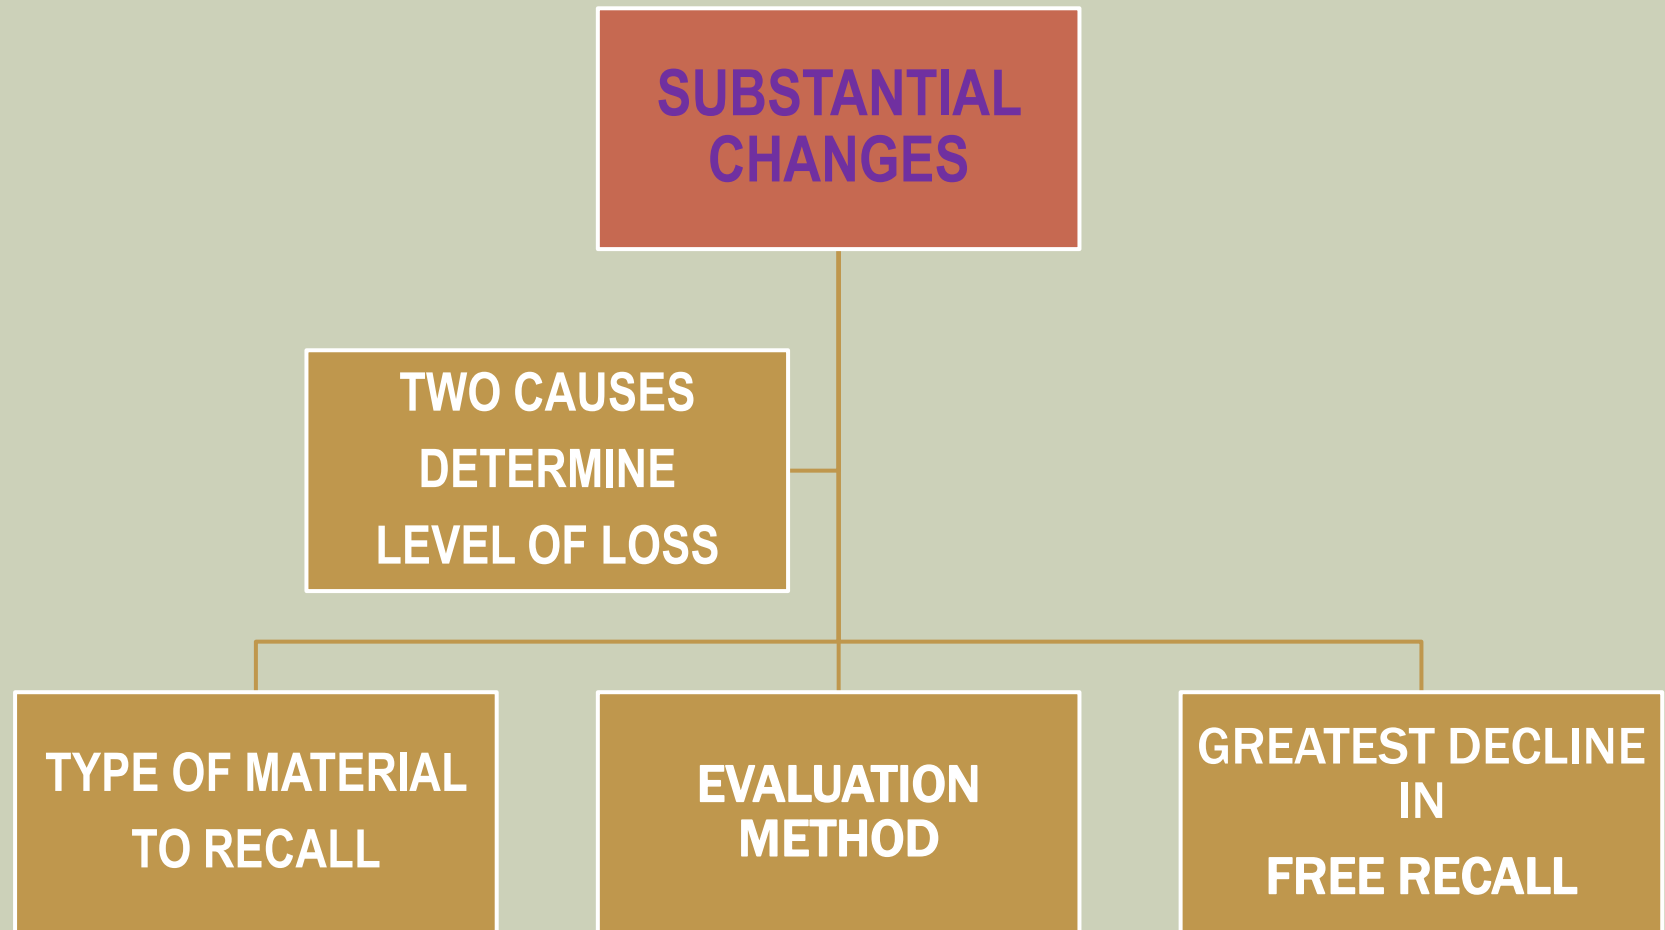 SUBSTANTIAL
CHANGES
TWO CAUSES
DETERMINE
LEVEL OF LOSS
TYPE OF MATERIAL
TO RECALL
EVALUATION
METHOD
GREATEST DECLINE
IN
FREE RECALL